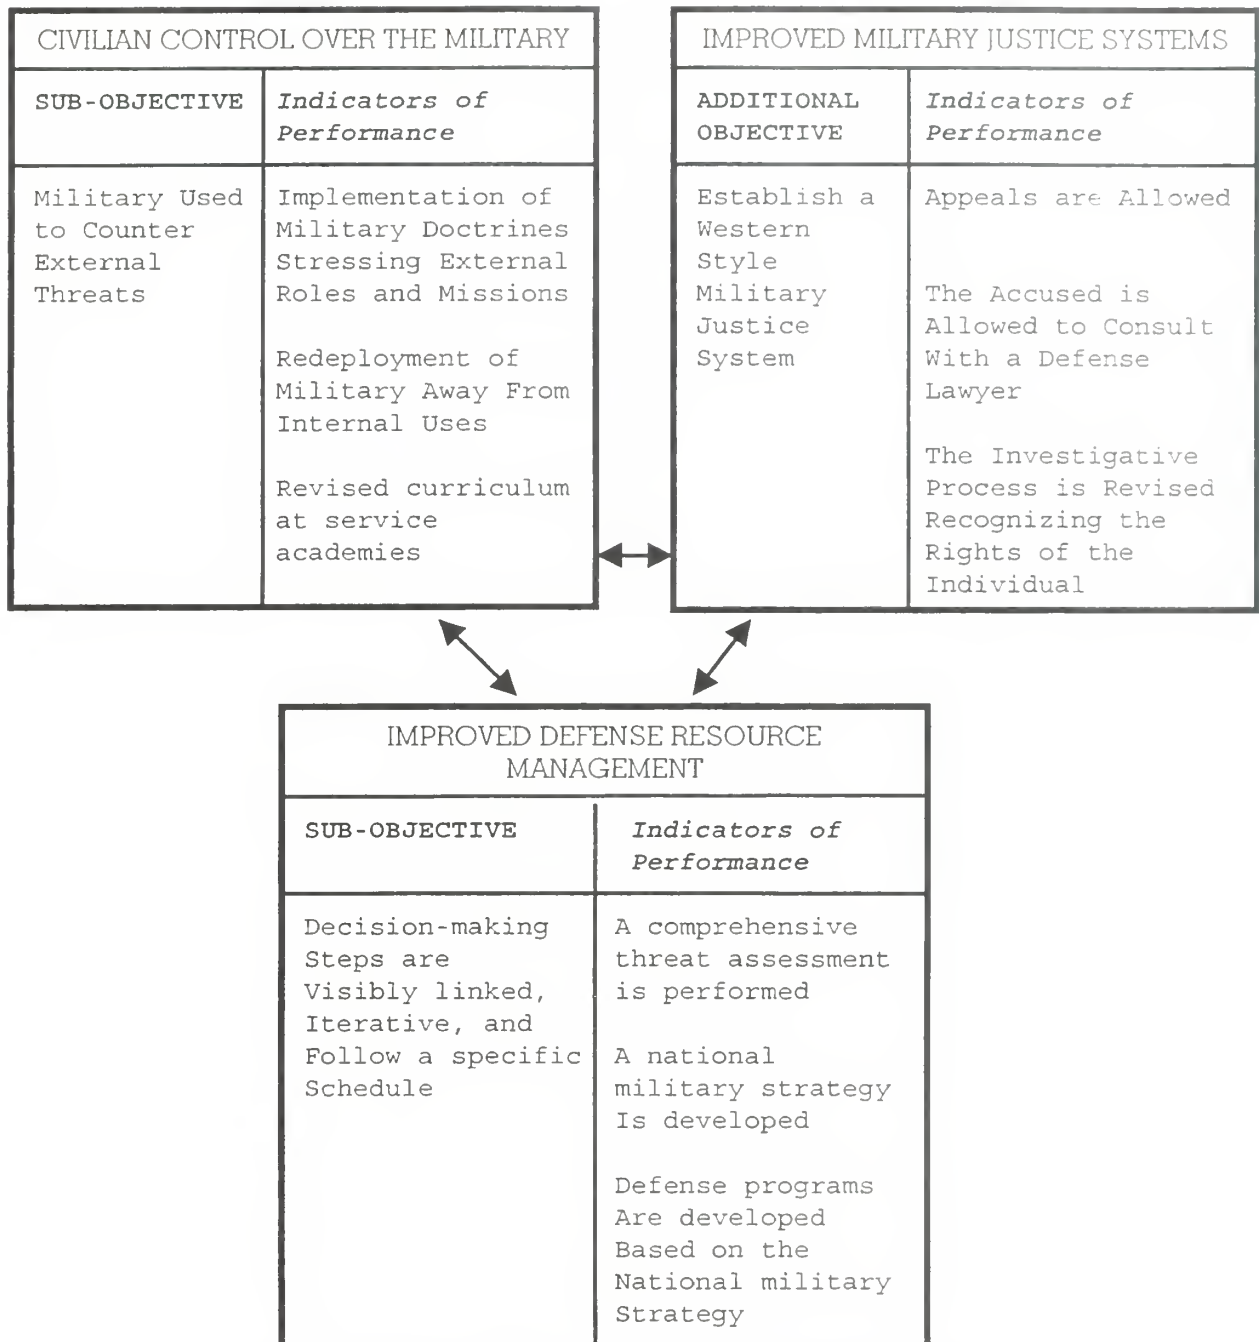 CIVILIAN CONTROL OVER THE MILITARY
SUB-OBJECTIVE
Indicators of
Performance
Military Used
to Counter
External
Threats
Implementation of
Military Doctrines
Stressing External
Roles and Missions
Redeployment of
Military Away From
Internal Uses
Revised curriculum
at service
academies
IMPROVED MILITARY JUSTICE SYSTEMS
ADDITIONAL
OBJECTIVE
Indicators of
Performance
Establish a
Western
Style
Military
Justice
System
Appeals are Allowed
The Accused is
Allowed to Consult
With a Defense
Lawyer
The Investigative
Process is Revised
Recognizing the
Rights of the
Individual
IMPROVED DEFENSE RESOURCE
MANAGEMENT
SUB-OBJECTIVE
Indicators of
Performance
Decision-making
Steps are
Visibly linked,
Iterative, and
Follow a specific
Schedule
A comprehensive
threat assessment
is performed
A national
military strategy
Is developed
Defense programs
Are developed
Based on the
National military
Strategy